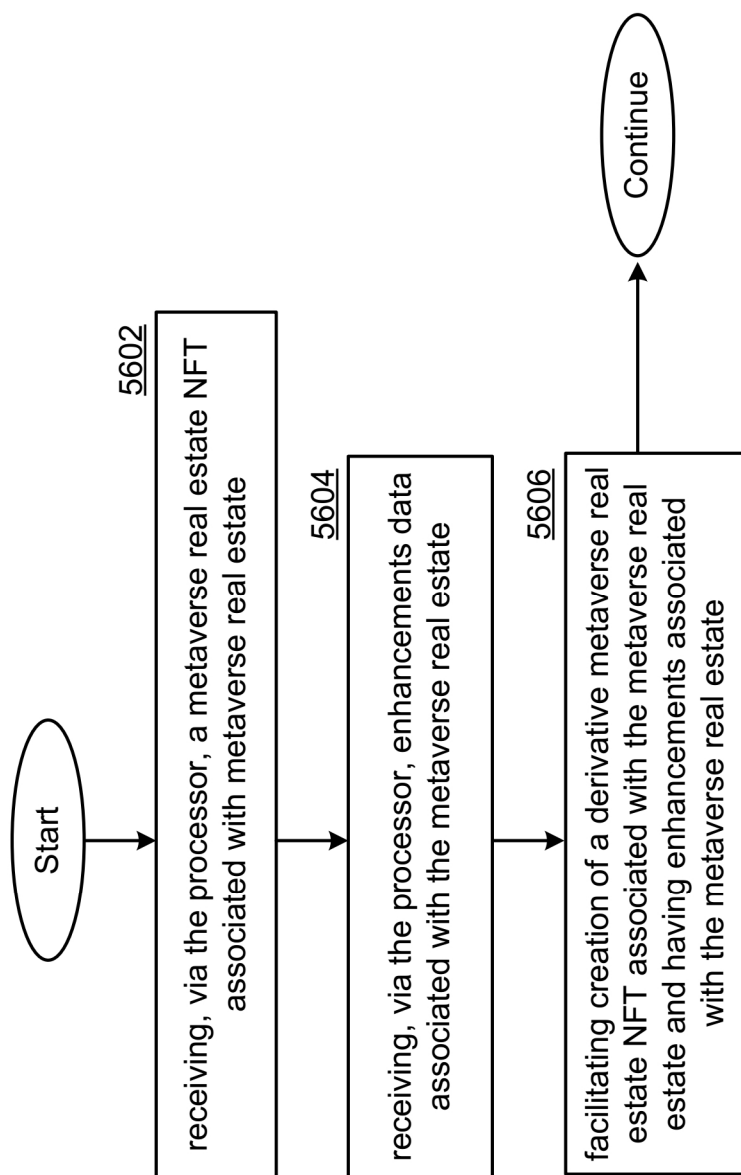 Start
5602
receiving, via the processor, a metaverse real estate NFT
associated with metaverse real estate
5604
receiving, via the processor, enhancements data
associated with the metaverse real estate
5606
facilitating creation of a derivative metaverse real
estate NFT associated with the metaverse real
estate and having enhancements associated
with the metaverse real estate
Continue